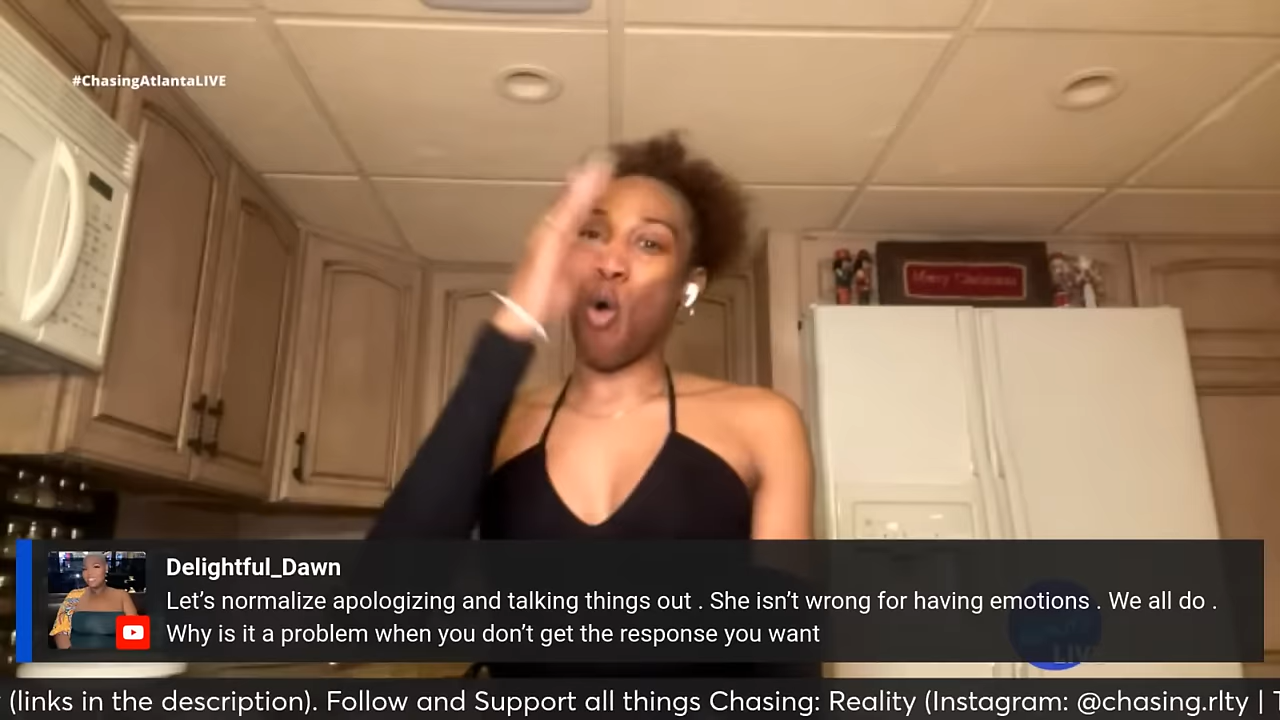 #ChasingAtlantaLIVE
Merry Christmas
Delightful_Dawn
Let’s normalize apologizing and talking things out . She isn’t wrong for having emotions . We all do .
Why is it a problem when you don’t get the response you want
LIVE
(links in the description). Follow and Support all things Chasing: Reality (Instagram: @chasing.rlty |